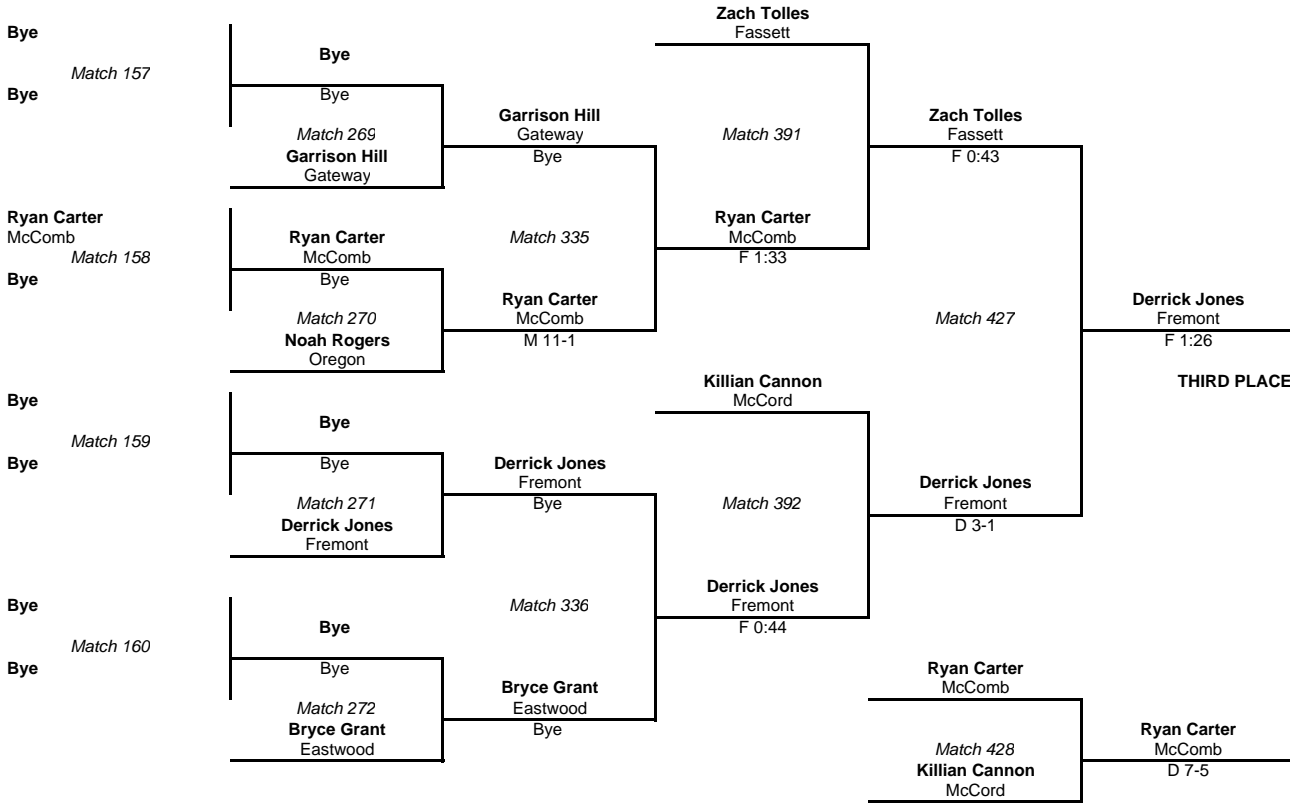 Zach Tolles
Fassett
Bye
Bye
Match 157
Bye
Bye
Garrison Hill
Gateway
Bye
Match 269
Garrison Hill
Gateway
Match 391
Zach Tolles
Fassett
F 0:43
Ryan Carter
McComb
Match 158
Bye
Ryan Carter
McComb
Bye
Match 335
Ryan Carter
McComb
F 1:33
Match 270
Noah Rogers
Oregon
Ryan Carter
McComb
M 11-1
Match 427
Derrick Jones
Fremont
F 1:26
THIRD PLACE
Killian Cannon
McCord
Bye
Match 159
Bye
Bye
Bye
Match 271
Derrick Jones
Fremont
Derrick Jones
Fremont
Bye
Match 392
Derrick Jones
Fremont
D 3-1
Bye
Match 160
Bye
Bye
Bye
Match 336
Derrick Jones
Fremont
F 0:44
Match 272
Bryce Grant
Eastwood
Bryce Grant
Eastwood
Bye
Ryan Carter
McComb
Match 428
Killian Cannon
McCord
Ryan Carter
McComb
D 7-5